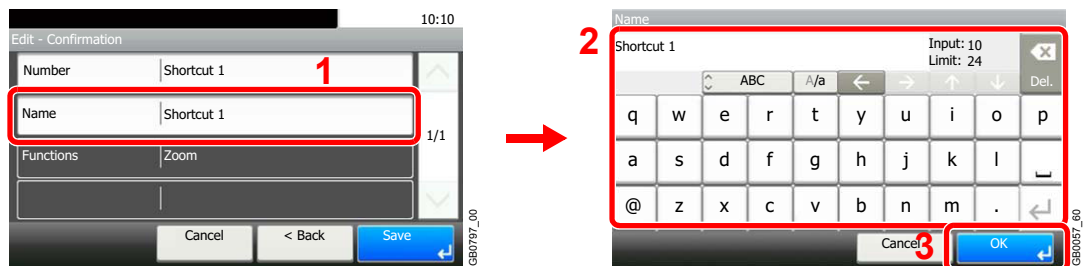 10:10
Edit - Confirmation
Number Shortcut 1
1
Name Shortcut 1
1/1
Functions Zoom
Cancel < Back Save
GB0797_00
Name
2
Shortcut 1 Input: 10
Limit: 24
ABC A/a Del.
q w e r t y u i o p
a s d f g h j k l
@ z x c v b n m .
Cancel 3 OK
GB0057_60